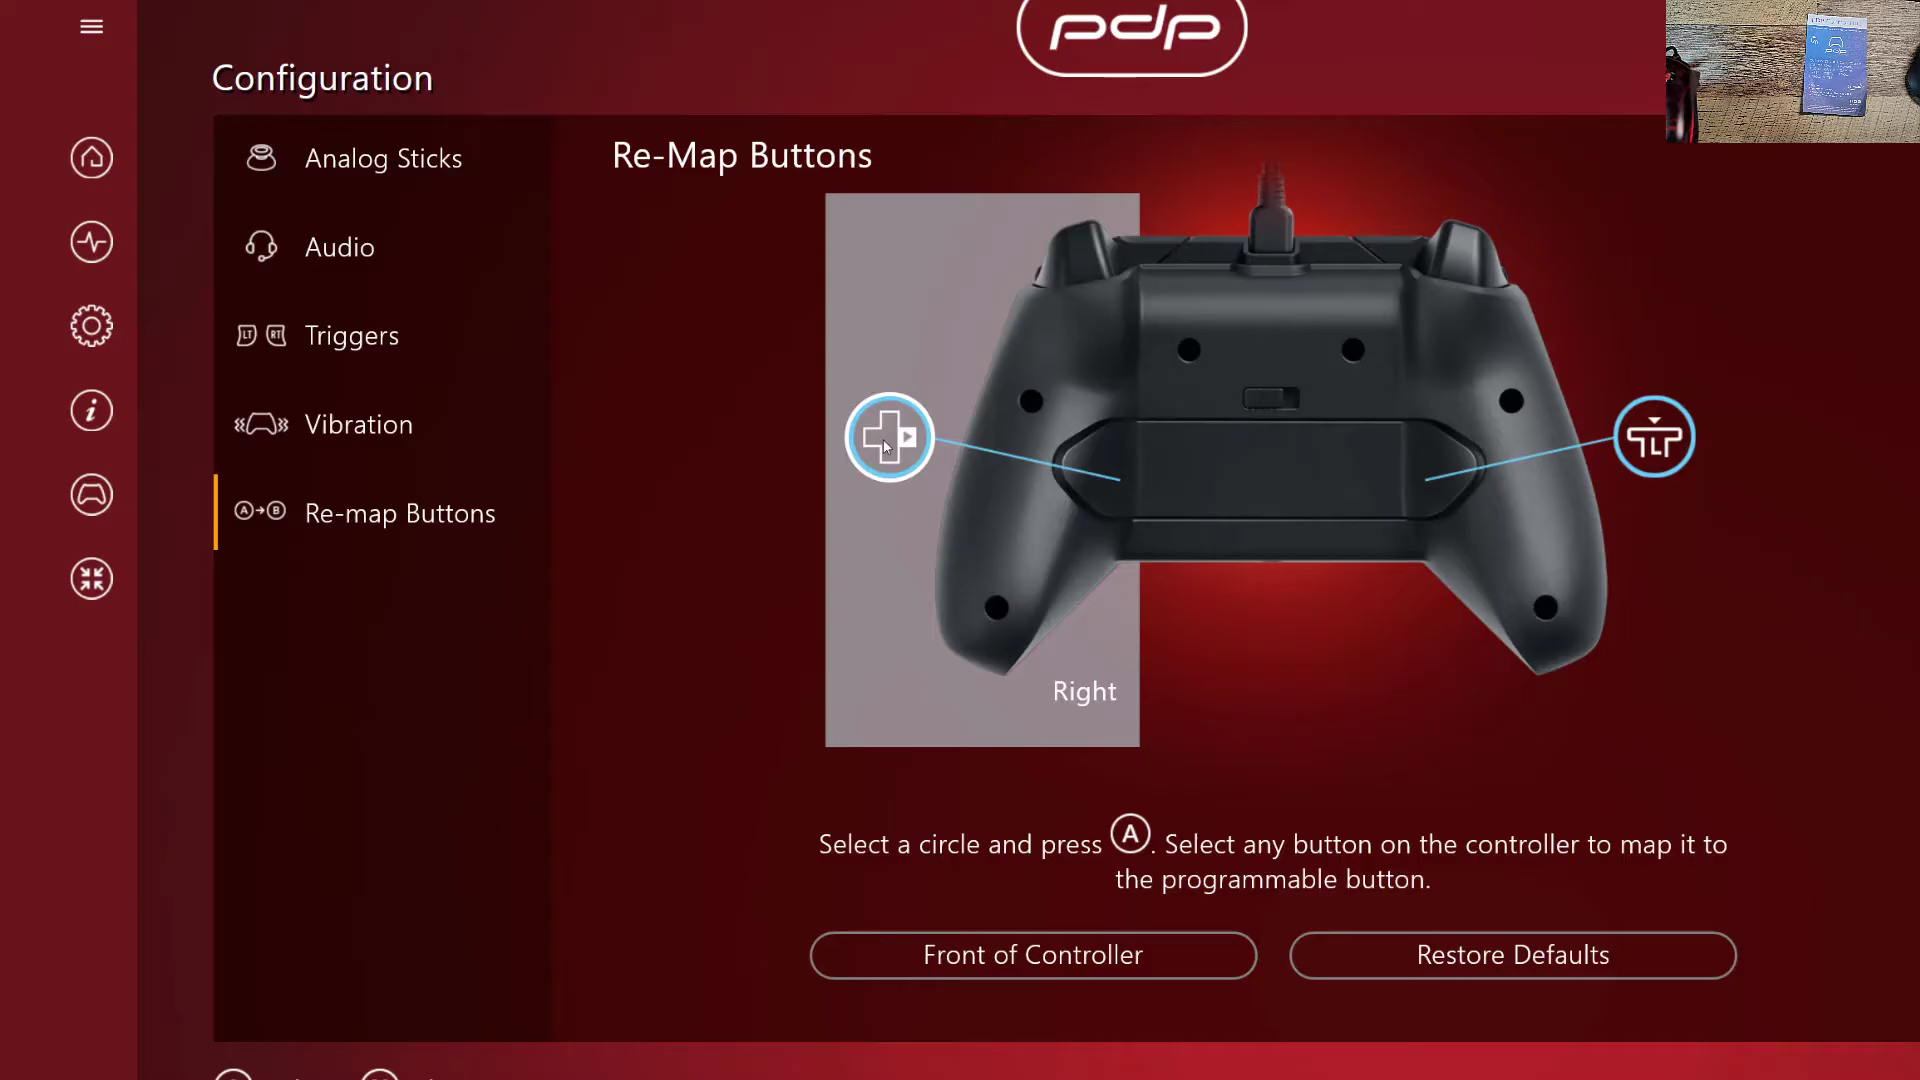 pdp
Configuration
Analog Sticks
Audio
LT RT Triggers
Vibration
A B Re-map Buttons
Re-Map Buttons
L
Right
Select a circle and press A. Select any button on the controller to map it to
the programmable button.
Front of Controller
Restore Defaults